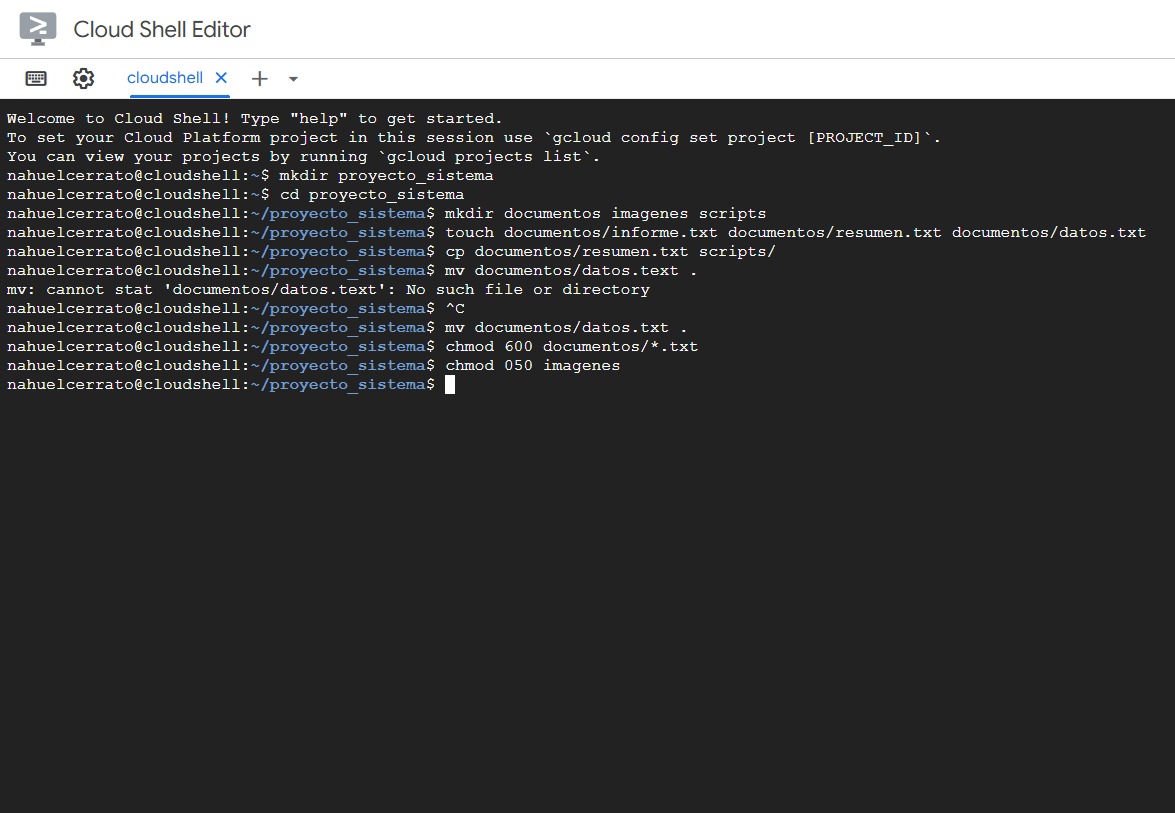 Cloud Shell Editor
cloudshell
Welcome to Cloud Shell! Type "help" to get started.
To set your Cloud Platform project in this session use `gcloud config set project [PROJECT_ID]`.
You can view your projects by running `gcloud projects list`.
nahuelcerrato@cloudshell:~$ mkdir proyecto_sistema
nahuelcerrato@cloudshell:~$ cd proyecto_sistema
nahuelcerrato@cloudshell:~/proyecto_sistema$ mkdir documentos imagenes scripts
nahuelcerrato@cloudshell:~/proyecto_sistema$ touch documentos/informe.txt documentos/resumen.txt documentos/datos.txt
nahuelcerrato@cloudshell:~/proyecto_sistema$ cp documentos/resumen.txt scripts/
nahuelcerrato@cloudshell:~/proyecto_sistema$ mv documentos/datos.text .
mv: cannot stat 'documentos/datos.text': No such file or directory
nahuelcerrato@cloudshell:~/proyecto_sistema$ ^C
nahuelcerrato@cloudshell:~/proyecto_sistema$ mv documentos/datos.txt .
nahuelcerrato@cloudshell:~/proyecto_sistema$ chmod 600 documentos/*.txt
nahuelcerrato@cloudshell:~/proyecto_sistema$ chmod 050 imagenes
nahuelcerrato@cloudshell:~/proyecto_sistema$